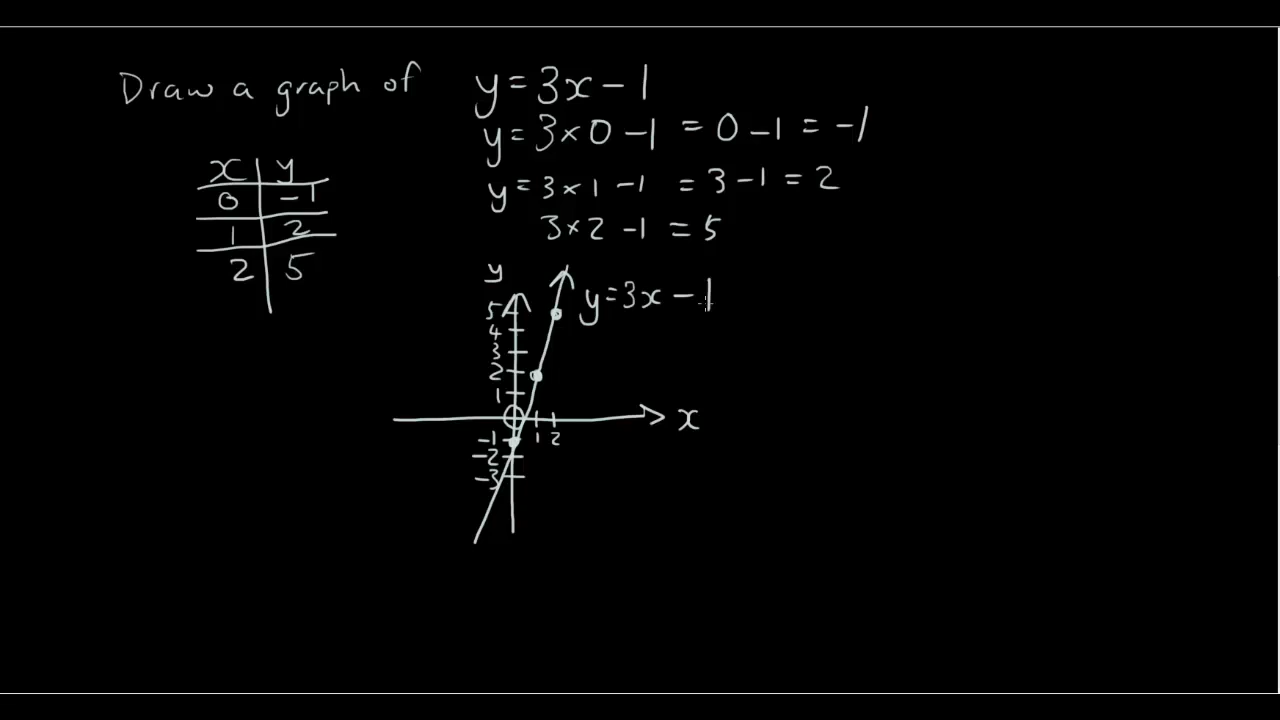 Draw a graph of y = 3x - 1
y = 3 × 0 - 1 = 0 - 1 = -1
x y
0 -1
1 2
2 5
y = 3 × 1 - 1 = 3 - 1 = 2
3 × 2 - 1 = 5
y
y = 3x - 1
5
4
3
2
1
x
1 2
-1
-2
-3